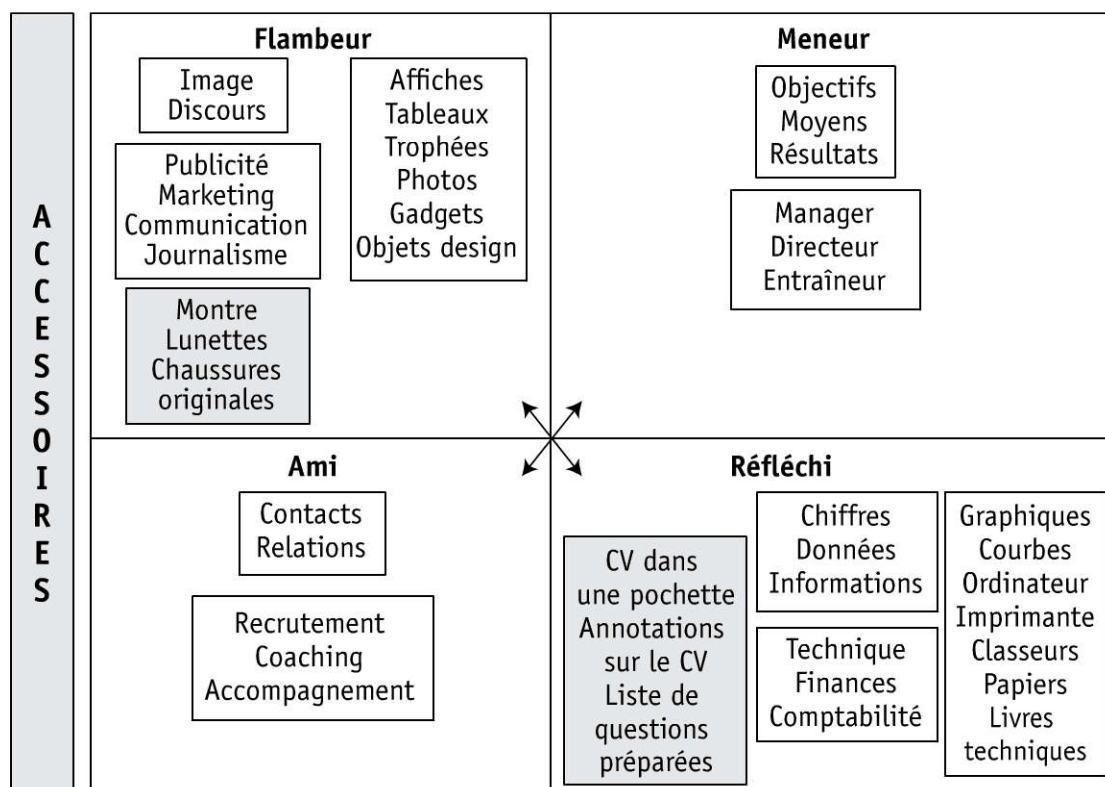 ACCESSOIRES
Flambeur
Image
Discours
Publicité
Marketing
Communication
Journalisme
Montre
Lunettes
Chaussures
originales
Affiches
Tableaux
Trophées
Photos
Gadgets
Objets design
Meneur
Objectifs
Moyens
Résultats
Manager
Directeur
Entraîneur
Ami
Contacts
Relations
Recrutement
Coaching
Accompagnement
Réfléchi
CV dans
une pochette
Annotations
sur le CV
Liste de
questions
préparées
Chiffres
Données
Informations
Technique
Finances
Comptabilité
Graphiques
Courbes
Ordinateur
Imprimante
Classeurs
Papiers
Livres
techniques